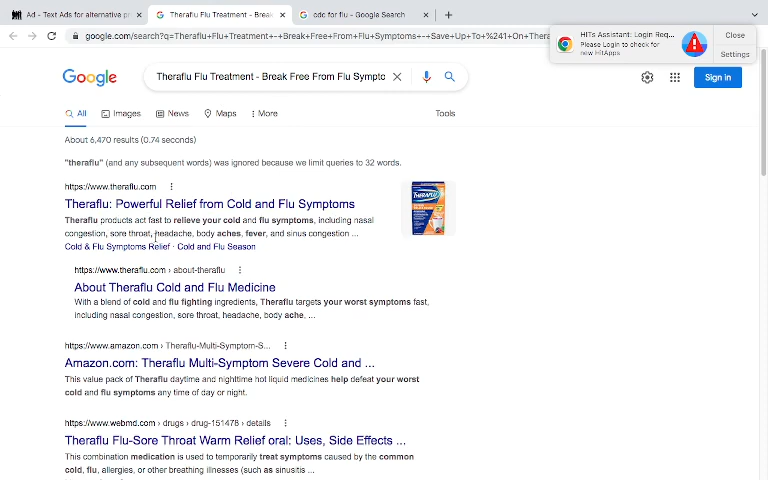 Ad - Text Ads for alternative pr
Theraflu Flu Treatment - Break
cdc for flu - Google Search
google.com/search?q=Theraflu+Flu+Treatment+-+Break+Free+From+Flu+Symptoms+-+Save+Up+To+%241+On+Thera
HITs Assistant: Login Req...
Please Login to check for
new HitApps
Close
Settings
Google
Theraflu Flu Treatment - Break Free From Flu Sympto
Sign in
All
Images
News
Maps
More
Tools
About 6,470 results (0.74 seconds)
"theraflu" (and any subsequent words) was ignored because we limit queries to 32 words.
https://www.theraflu.com
Theraflu: Powerful Relief from Cold and Flu Symptoms
Theraflu products act fast to relieve your cold and flu symptoms, including nasal
congestion, sore throat, headache, body aches, fever, and sinus congestion ...
Cold & Flu Symptoms Relief · Cold and Flu Season
THERAFLU
https://www.theraflu.com › about-theraflu
About Theraflu Cold and Flu Medicine
With a blend of cold and flu fighting ingredients, Theraflu targets your worst symptoms fast,
including nasal congestion, sore throat, headache, body ache, ...
https://www.amazon.com › Theraflu-Multi-Symptom-S...
Amazon.com: Theraflu Multi-Symptom Severe Cold and ...
This value pack of Theraflu daytime and nighttime hot liquid medicines help defeat your worst
cold and flu symptoms any time of day or night.
https://www.webmd.com › drugs › drug-151478 › details
Theraflu Flu-Sore Throat Warm Relief oral: Uses, Side Effects ...
This combination medication is used to temporarily treat symptoms caused by the common
cold, flu, allergies, or other breathing illnesses (such as sinusitis ...